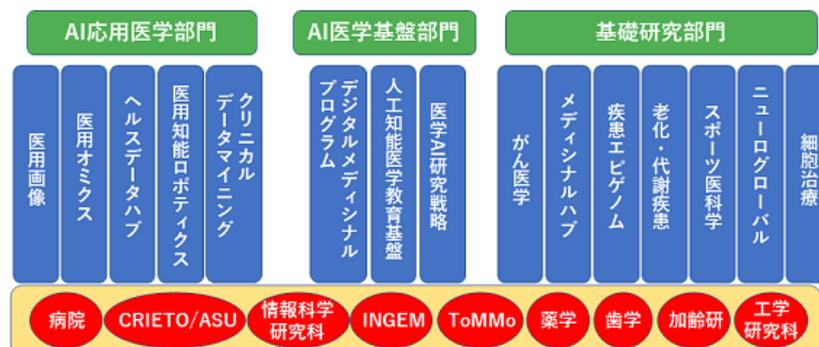 AI応用医学部門
AI医学基盤部門
基礎研究部門
医用画像
医用オミクス
ヘルスデータハブ
医用知能ロボティクス
クリニカル
データマイニング
デジタルメディシナル
プログラム
人工知能医学教育基盤
医学AI研究戦略
がん医学
メディシナルハブ
疾患エピゲノム
老化・代謝疾患
スポーツ医科学
ニューログローバル
細胞治療
病院
CRIETO/ASU
情報科学
研究科
INGEM
ToMMo
薬学
歯学
加齢研
工学
研究科